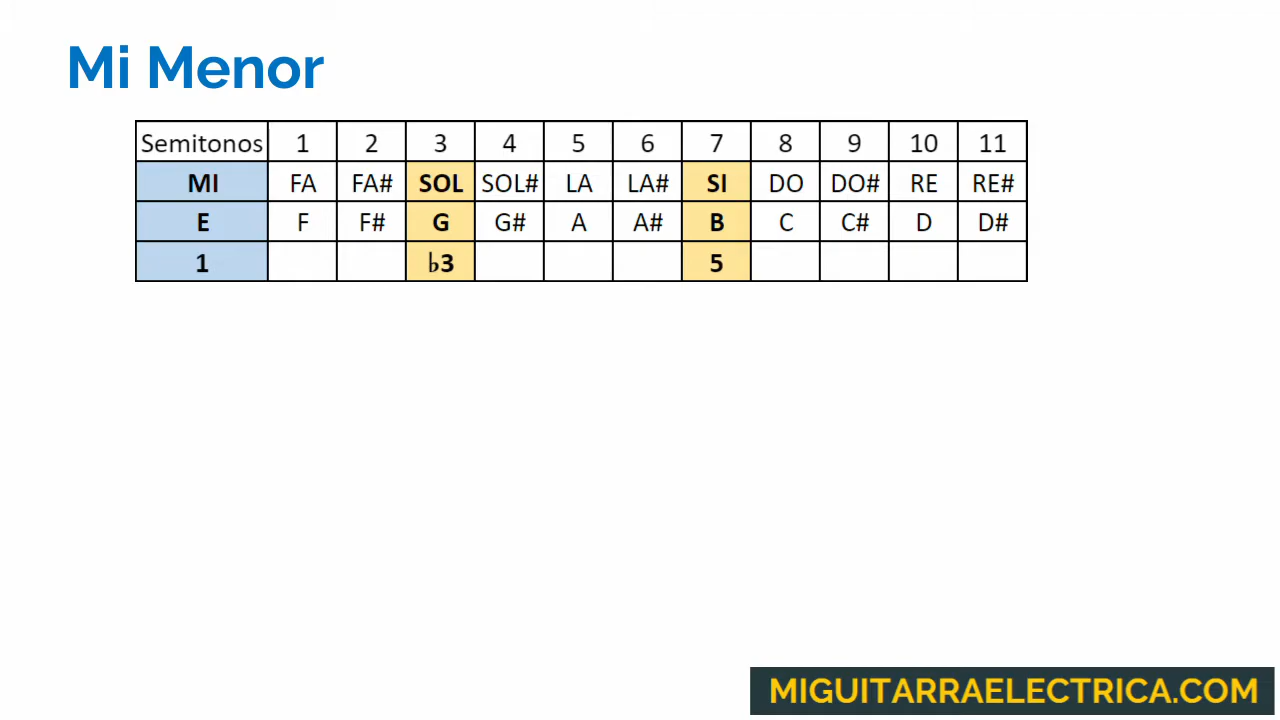 Mi Menor
Semitonos 1 2 3 4 5 6 7 8 9 10 11
MI FA FA# SOL SOL# LA LA# SI DO DO# RE RE#
E F F# G G# A A# B C C# D D#
1 ♭3 5
MIGUITARRAELECTRICA.COM